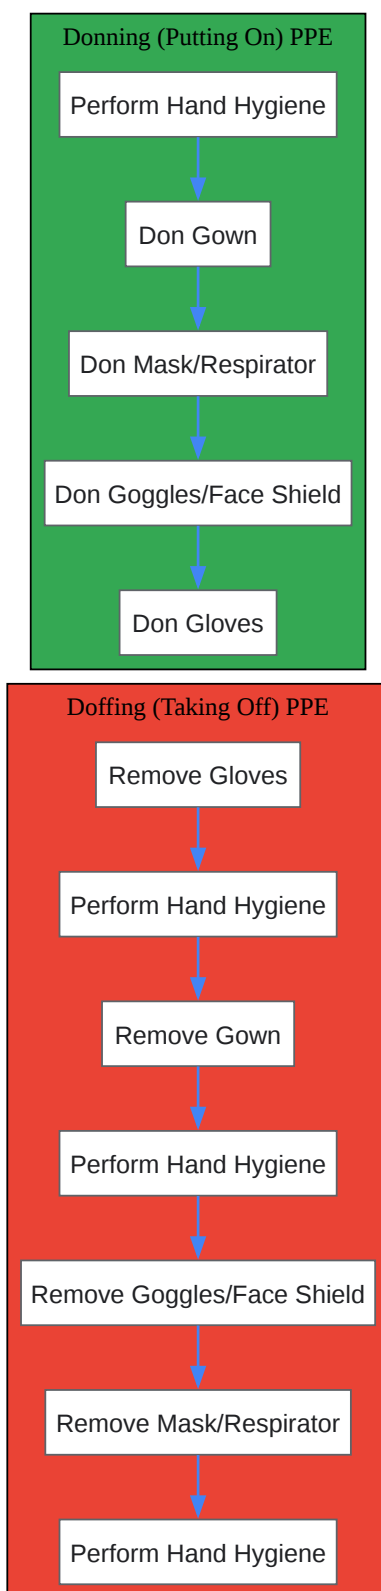 Donning (Putting On) PPE
Perform Hand Hygiene
Don Gown
Don Mask/Respirator
Don Goggles/Face Shield
Don Gloves
Doffing (Taking Off) PPE
Remove Gloves
Perform Hand Hygiene
Remove Gown
Perform Hand Hygiene
Remove Goggles/Face Shield
Remove Mask/Respirator
Perform Hand Hygiene